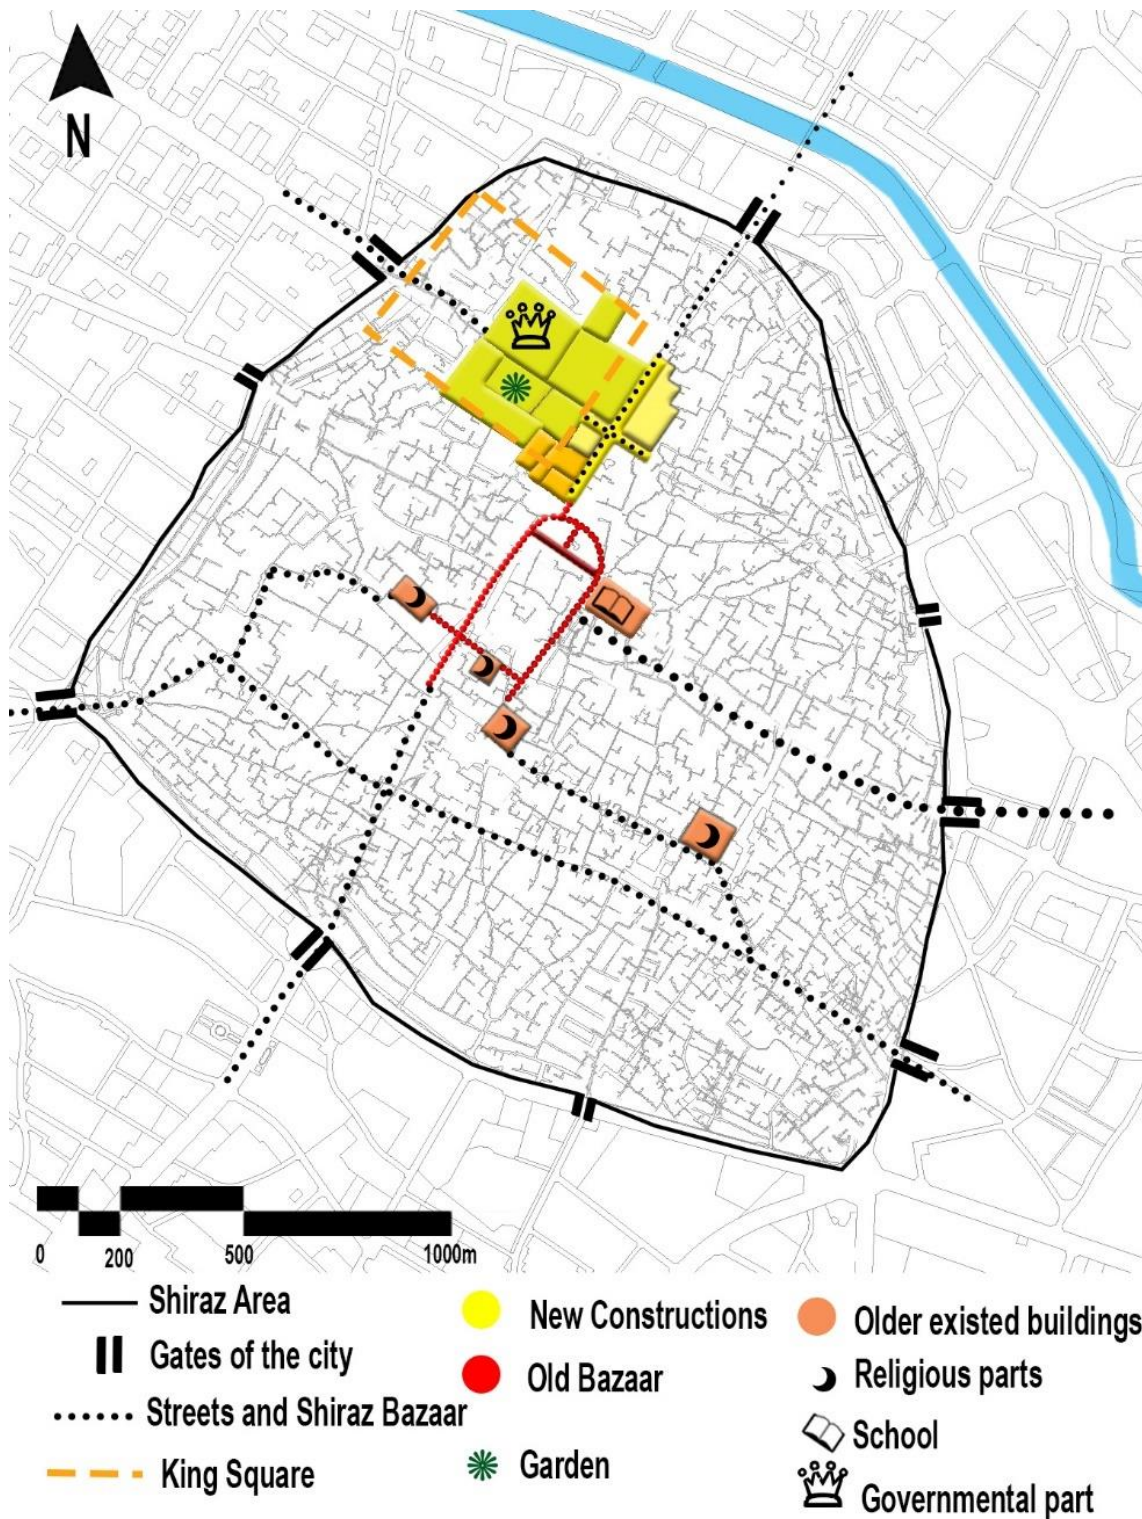 N
0 200 500 1000m
Shiraz Area
Gates of the city
Streets and Shiraz Bazaar
King Square
New Constructions
Old Bazaar
Garden
Older existed buildings
Religious parts
School
Governmental part